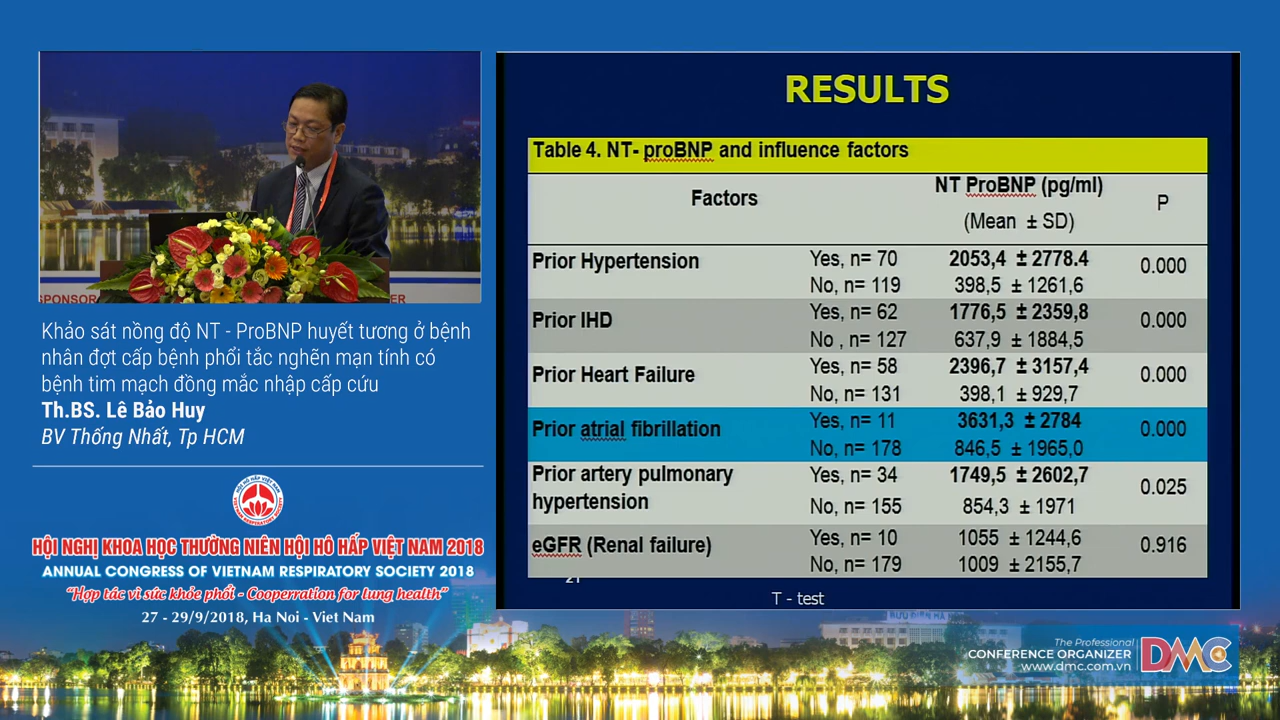 SPONSOR
Khảo sát nồng độ NT - ProBNP huyết tương ở bệnh
nhân đợt cấp bệnh phổi tắc nghẽn mạn tính có
bệnh tim mạch đồng mắc nhập cấp cứu
Th.BS. Lê Bảo Huy
BV Thống Nhất, Tp HCM
HỘI NGHỊ KHOA HỌC THƯỜNG NIÊN HỘI HÔ HẤP VIỆT NAM 2018
ANNUAL CONGRESS OF VIETNAM RESPIRATORY SOCIETY 2018
“Hợp tác vì sức khỏe phổi - Cooperration for lung health”
27 - 29/9/2018, Ha Noi - Viet Nam
RESULTS
Table 4. NT- proBNP and influence factors
Factors NT ProBNP (pg/ml) (Mean ± SD) P
Prior Hypertension Yes, n= 70 2053,4 ± 2778.4 0.000
No, n= 119 398,5 ± 1261,6
Prior IHD Yes, n= 62 1776,5 ± 2359,8 0.000
No , n= 127 637,9 ± 1884,5
Prior Heart Failure Yes, n= 58 2396,7 ± 3157,4 0.000
No, n= 131 398,1 ± 929,7
Prior atrial fibrillation Yes, n= 11 3631,3 ± 2784 0.000
No, n= 178 846,5 ± 1965,0
Prior artery pulmonary hypertension Yes, n= 34 1749,5 ± 2602,7 0.025
No, n= 155 854,3 ± 1971
eGFR (Renal failure) Yes, n= 10 1055 ± 1244,6 0.916
No, n= 179 1009 ± 2155,7
21
T - test
The Professional
CONFERENCE ORGANIZER
www.dmc.com.vn
DMC